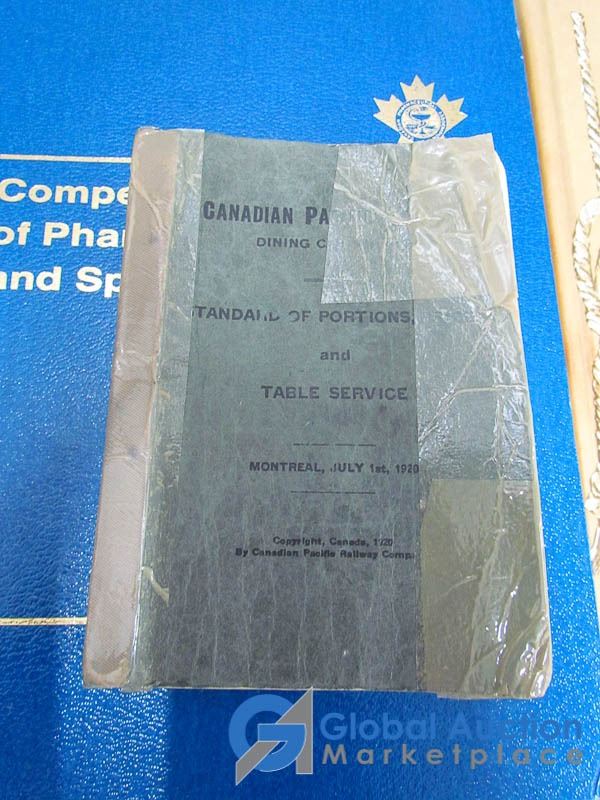 Compe
of Phar
and Sp
CANADIAN PA
DINING C
TANDARD OF PORTIONS,
and
TABLE SERVICE
MONTREAL, JULY 1st, 1920
Copyright, Canada, 1920
By Canadian Pacific Railway Comp
Global Auction
Marketplace